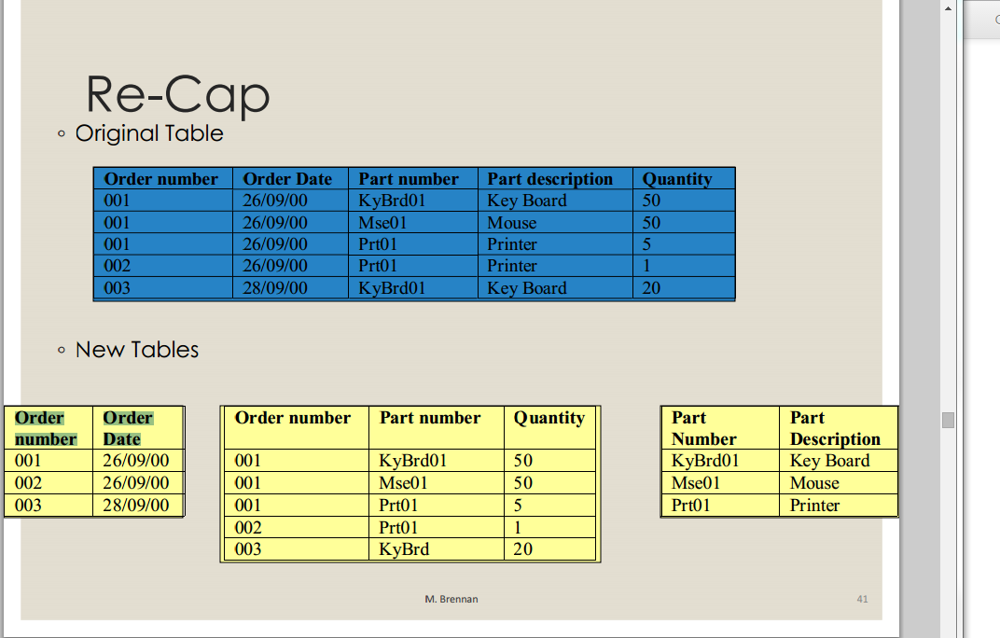 Re-Cap
Original Table
Order number Order Date Part number Part description Quantity
001 26/09/00 KyBrd01 Key Board 50
001 26/09/00 Mse01 Mouse 50
001 26/09/00 Prt01 Printer 5
002 26/09/00 Prt01 Printer 1
003 28/09/00 KyBrd01 Key Board 20
New Tables
Order number Order Date
001 26/09/00
002 26/09/00
003 28/09/00
Order number Part number Quantity
001 KyBrd01 50
001 Mse01 50
001 Prt01 5
002 Prt01 1
003 KyBrd 20
Part Number Part Description
KyBrd01 Key Board
Mse01 Mouse
Prt01 Printer
M. Brennan
41